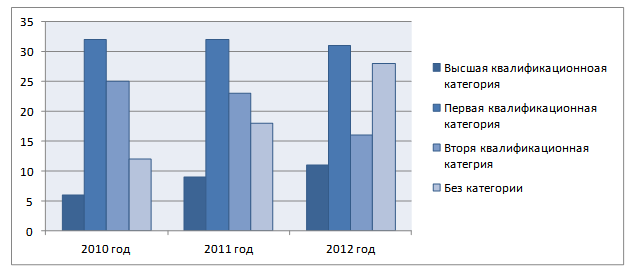 35
30
25
20
15
10
5
0
2010 год
2011 год
2012 год
Высшая квалификационноая
категория
Первая квалификационная
категория
Вторя квалификационная
категрия
Без категории